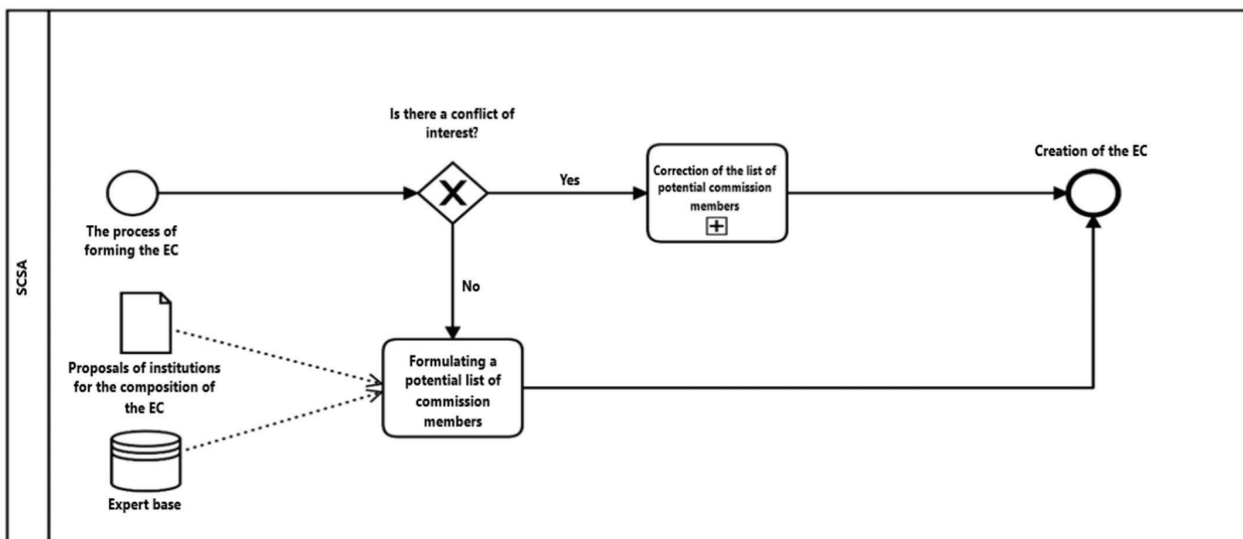 SCSA
Is there a conflict of
interest?
Creation of the EC
Yes
Correction of the list of
potential commission
members
The process of
forming the EC
No
Proposals of institutions
for the composition of
the EC
Formulating a
potential list of
commission
members
Expert base